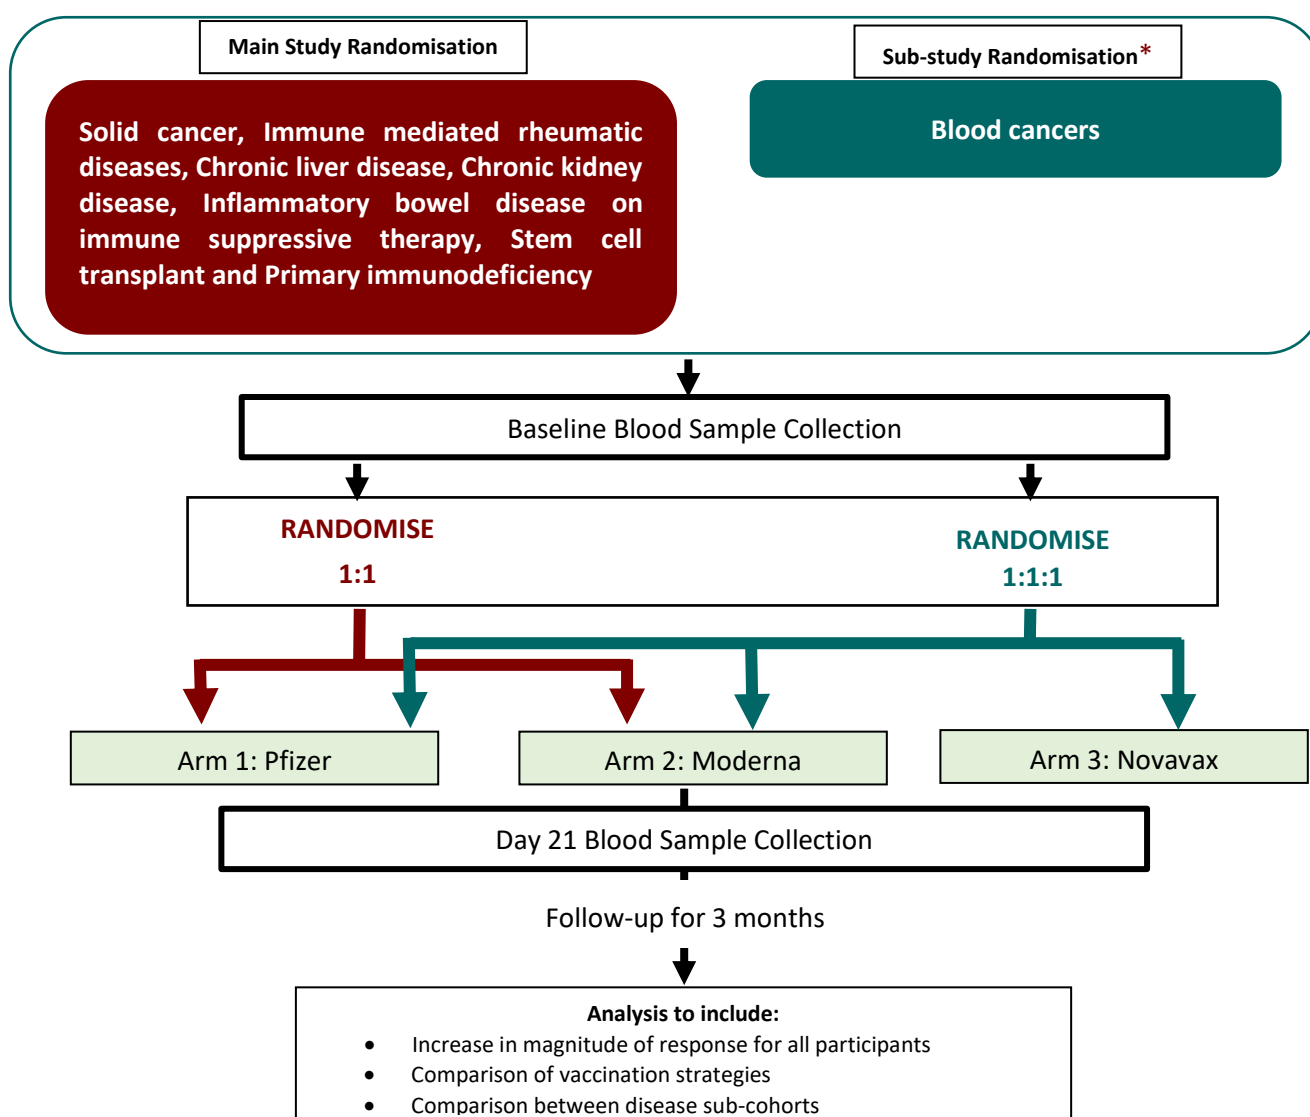 Main Study Randomisation
Sub-study Randomisation*
Solid cancer, Immune mediated rheumatic
diseases, Chronic liver disease, Chronic kidney
disease, Inflammatory bowel disease on
immune suppressive therapy, Stem cell
transplant and Primary immunodeficiency
Blood cancers
Baseline Blood Sample Collection
RANDOMISE
1:1
RANDOMISE
1:1:1
Arm 1: Pfizer
Arm 2: Moderna
Arm 3: Novavax
Day 21 Blood Sample Collection
Follow-up for 3 months
Analysis to include:
• Increase in magnitude of response for all participants
• Comparison of vaccination strategies
• Comparison between disease sub-cohorts